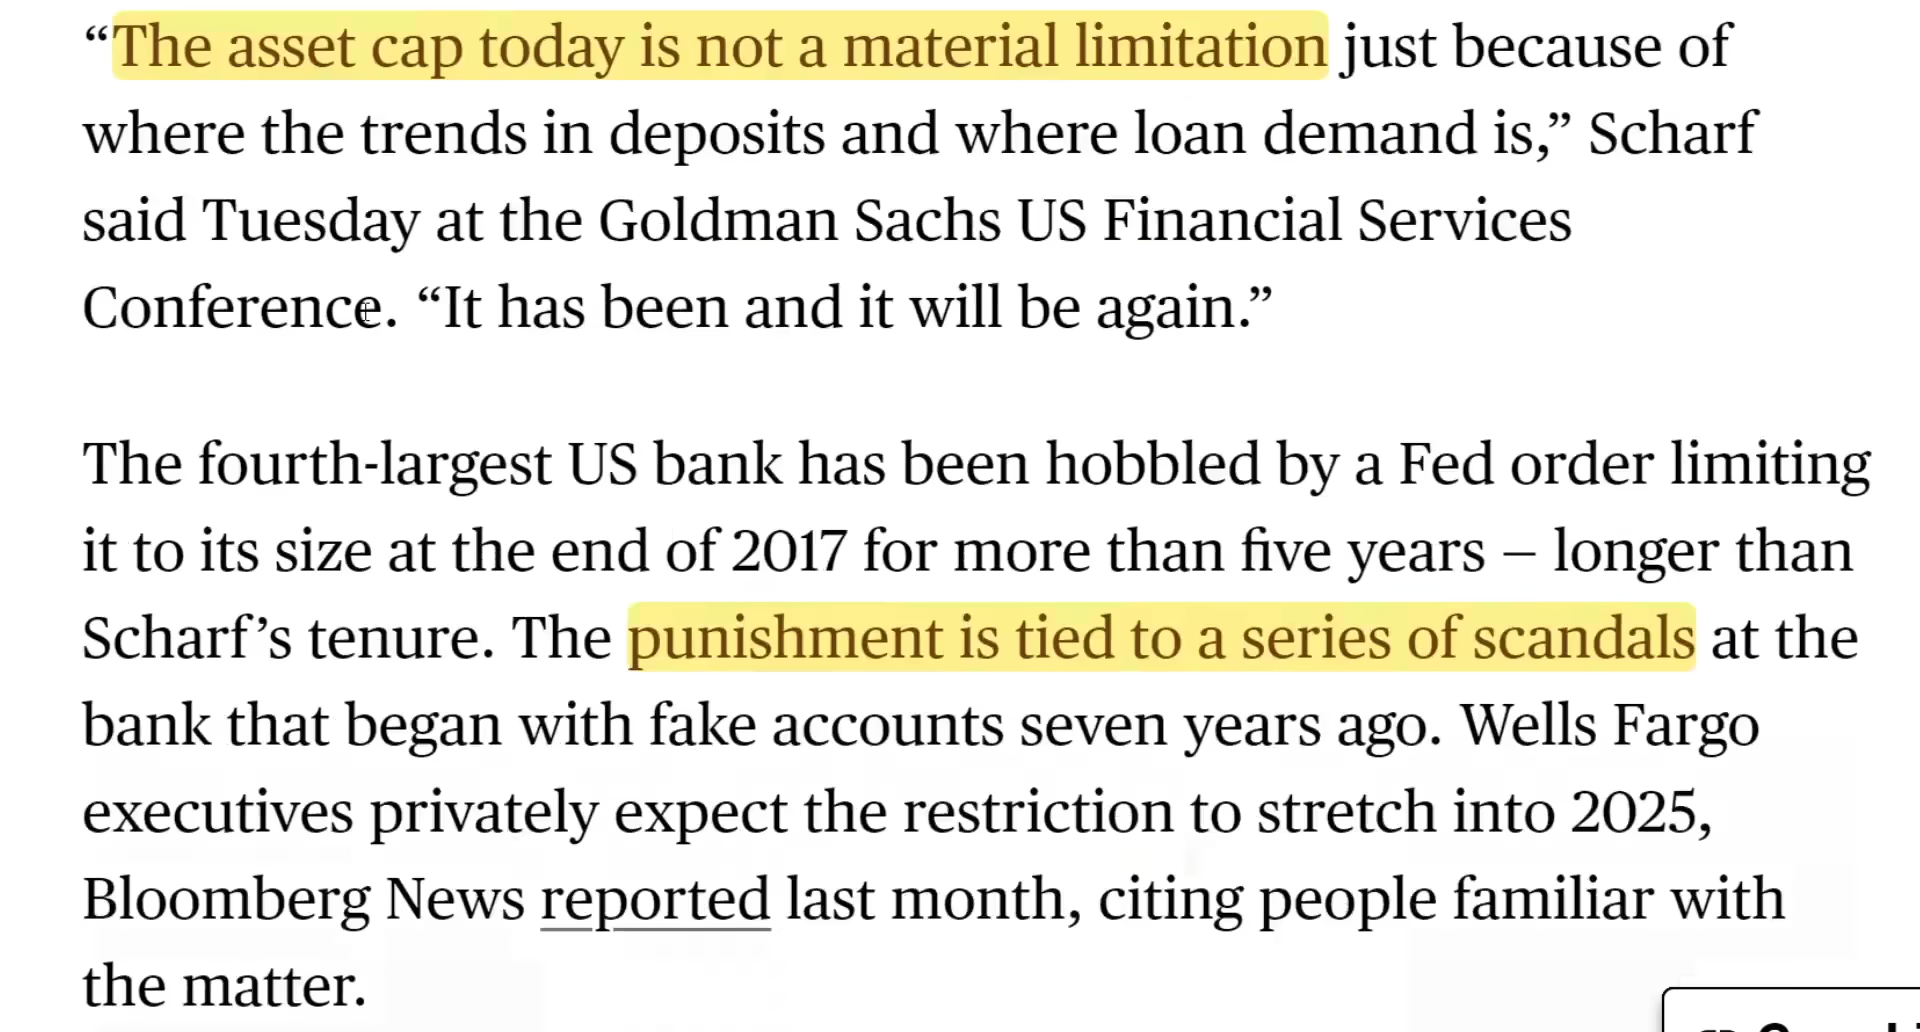 “The asset cap today is not a material limitation just because of
where the trends in deposits and where loan demand is,” Scharf
said Tuesday at the Goldman Sachs US Financial Services
Conference. “It has been and it will be again.”
The fourth-largest US bank has been hobbled by a Fed order limiting
it to its size at the end of 2017 for more than five years — longer than
Scharf’s tenure. The punishment is tied to a series of scandals at the
bank that began with fake accounts seven years ago. Wells Fargo
executives privately expect the restriction to stretch into 2025,
Bloomberg News reported last month, citing people familiar with
the matter.